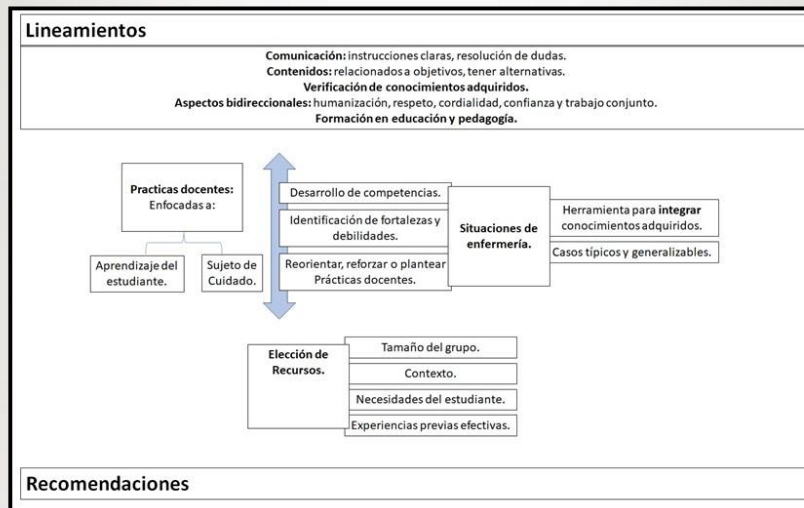 Lineamientos
Comunicación: instrucciones claras, resolución de dudas.
Contenidos: relacionados a objetivos, tener alternativas.
Verificación de conocimientos adquiridos.
Aspectos bidireccionales: humanización, respeto, cordialidad, confianza y trabajo conjunto.
Formación en educación y pedagogía.
Practicas docentes:
Enfocadas a:
Aprendizaje del
estudiante.
Sujeto de
Cuidado.
Desarrollo de competencias.
Identificación de fortalezas y
debilidades.
Reorientar, reforzar o plantear
Prácticas docentes.
Situaciones de
enfermería.
Herramienta para integrar
conocimientos adquiridos.
Casos típicos y generalizables.
Elección de
Recursos.
Tamaño del grupo.
Contexto.
Necesidades del estudiante.
Experiencias previas efectivas.
Recomendaciones